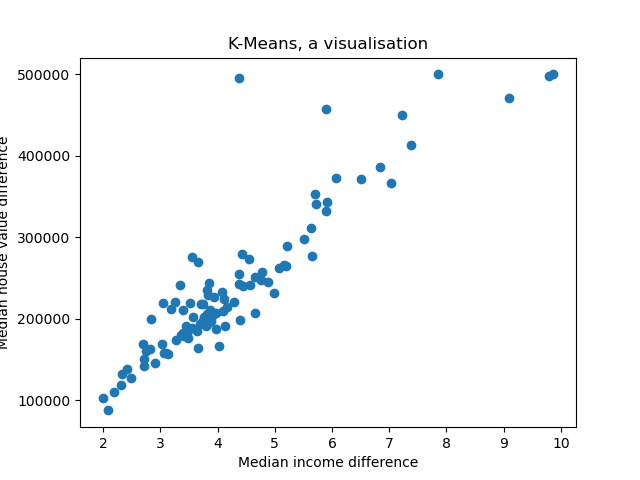 K-Means, a visualisation
500000
400000
300000
200000
100000
Median house value difference
2 3 4 5 6 7 8 9 10
Median income difference